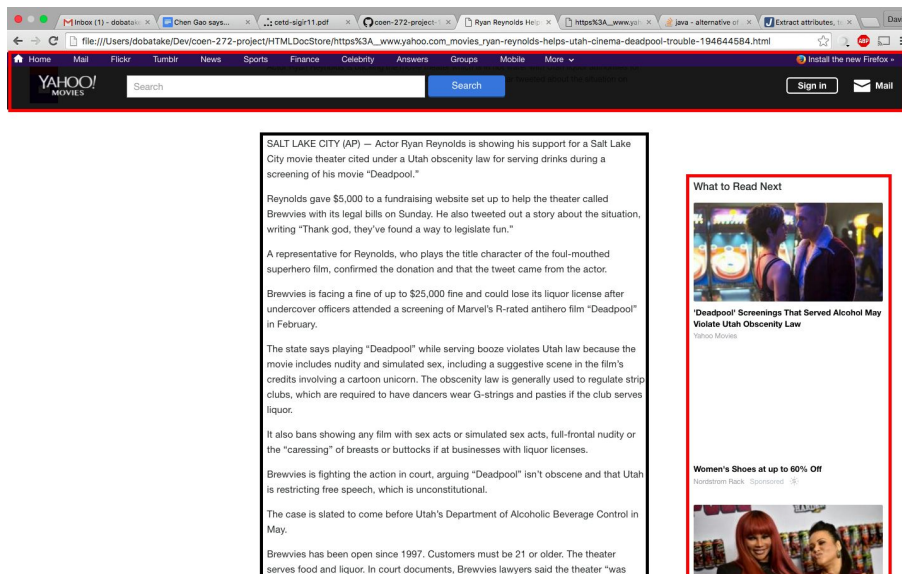 Inbox (1) - dobatake
Chen Gao says...
cetd-sigir11.pdf
coen-272-project-
Ryan Reynolds Help
https%3A__www.yah
java - alternative of
Extract attributes, te
Davi
file:///Users/dobatake/Dev/coen-272-project/HTMLDocStore/https%3A__www.yahoo.com_movies_ryan-reynolds-helps-utah-cinema-deadpool-trouble-194644584.html
ABP
Home Mail Flickr Tumblr News Sports Finance Celebrity Answers Groups Mobile More
Install the new Firefox »
YAHOO!
MOVIES
Search
Search
Sign in
Mail
SALT LAKE CITY (AP) — Actor Ryan Reynolds is showing his support for a Salt Lake
City movie theater cited under a Utah obscenity law for serving drinks during a
screening of his movie “Deadpool.”
Reynolds gave $5,000 to a fundraising website set up to help the theater called
Brewvies with its legal bills on Sunday. He also tweeted out a story about the situation,
writing “Thank god, they’ve found a way to legislate fun.”
A representative for Reynolds, who plays the title character of the foul-mouthed
superhero film, confirmed the donation and that the tweet came from the actor.
Brewvies is facing a fine of up to $25,000 fine and could lose its liquor license after
undercover officers attended a screening of Marvel’s R-rated antihero film “Deadpool”
in February.
The state says playing “Deadpool” while serving booze violates Utah law because the
movie includes nudity and simulated sex, including a suggestive scene in the film’s
credits involving a cartoon unicorn. The obscenity law is generally used to regulate strip
clubs, which are required to have dancers wear G-strings and pasties if the club serves
liquor.
It also bans showing any film with sex acts or simulated sex acts, full-frontal nudity or
the “caressing” of breasts or buttocks if at businesses with liquor licenses.
Brewvies is fighting the action in court, arguing “Deadpool” isn’t obscene and that Utah
is restricting free speech, which is unconstitutional.
The case is slated to come before Utah’s Department of Alcoholic Beverage Control in
May.
Brewvies has been open since 1997. Customers must be 21 or older. The theater
serves food and liquor. In court documents, Brewvies lawyers said the theater “was
What to Read Next
'Deadpool' Screenings That Served Alcohol May
Violate Utah Obscenity Law
Yahoo Movies
Women's Shoes at up to 60% Off
Nordstrom Rack Sponsored